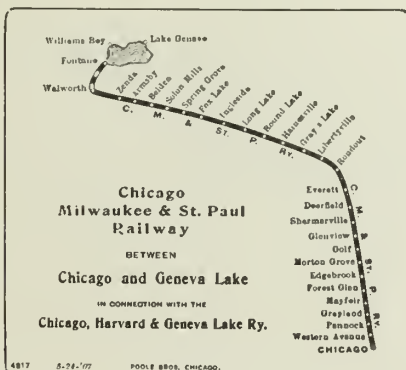 Williams Bay
Lake Geneva
Fontana
Walworth
Zenda
Armsby
Belden
Solon Mills
Spring Grove
Fox Lake
Ingleside
Long Lake
Round Lake
Hainesville
Gray's Lake
Libertyville
Rondout
C. M. & ST. P. RY.
Everett
Deerfield
Shermerville
Glenview
Golf
Morton Grove
Edgebrook
Forest Glen
Mayfair
Grayland
Pennock
Western Avenue
CHICAGO
C. M. & ST. P. RY.
Chicago
Milwaukee & St. Paul
Railway
BETWEEN
Chicago and Geneva Lake
IN CONNECTION WITH THE
Chicago, Harvard & Geneva Lake Ry.
4817 5-28-'07 POOLE BROS. CHICAGO.